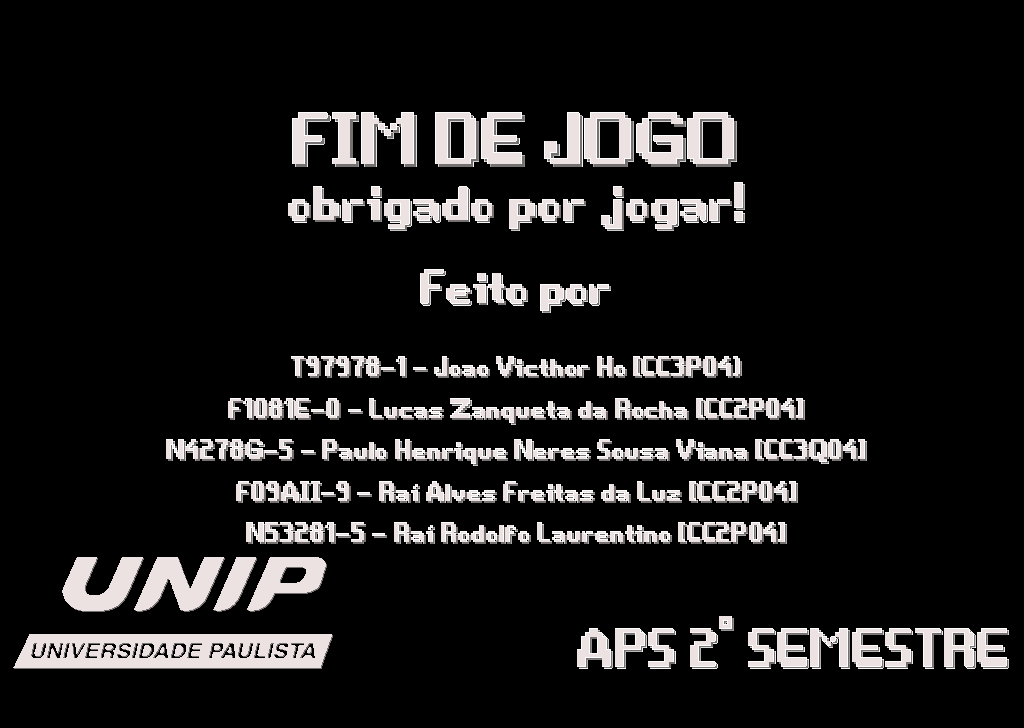 FIM DE JOGO
obrigado por jogar!
Feito por
T97978-1 - Joao Victhor Ho [CC3P04)
F1081E-0 - Lucas Zanqueta da Rocha [CC2P04]
N4278G-5 - Paulo Henrique Neres Sousa Viana [CC3Q04]
F09AII-9 - Raí Alves Freitas da Luz [CC2P04]
N53281-5 - Raí Rodolfo Laurentino [CC2P04]
UNIP
UNIVERSIDADE PAULISTA
APS 2° SEMESTRE